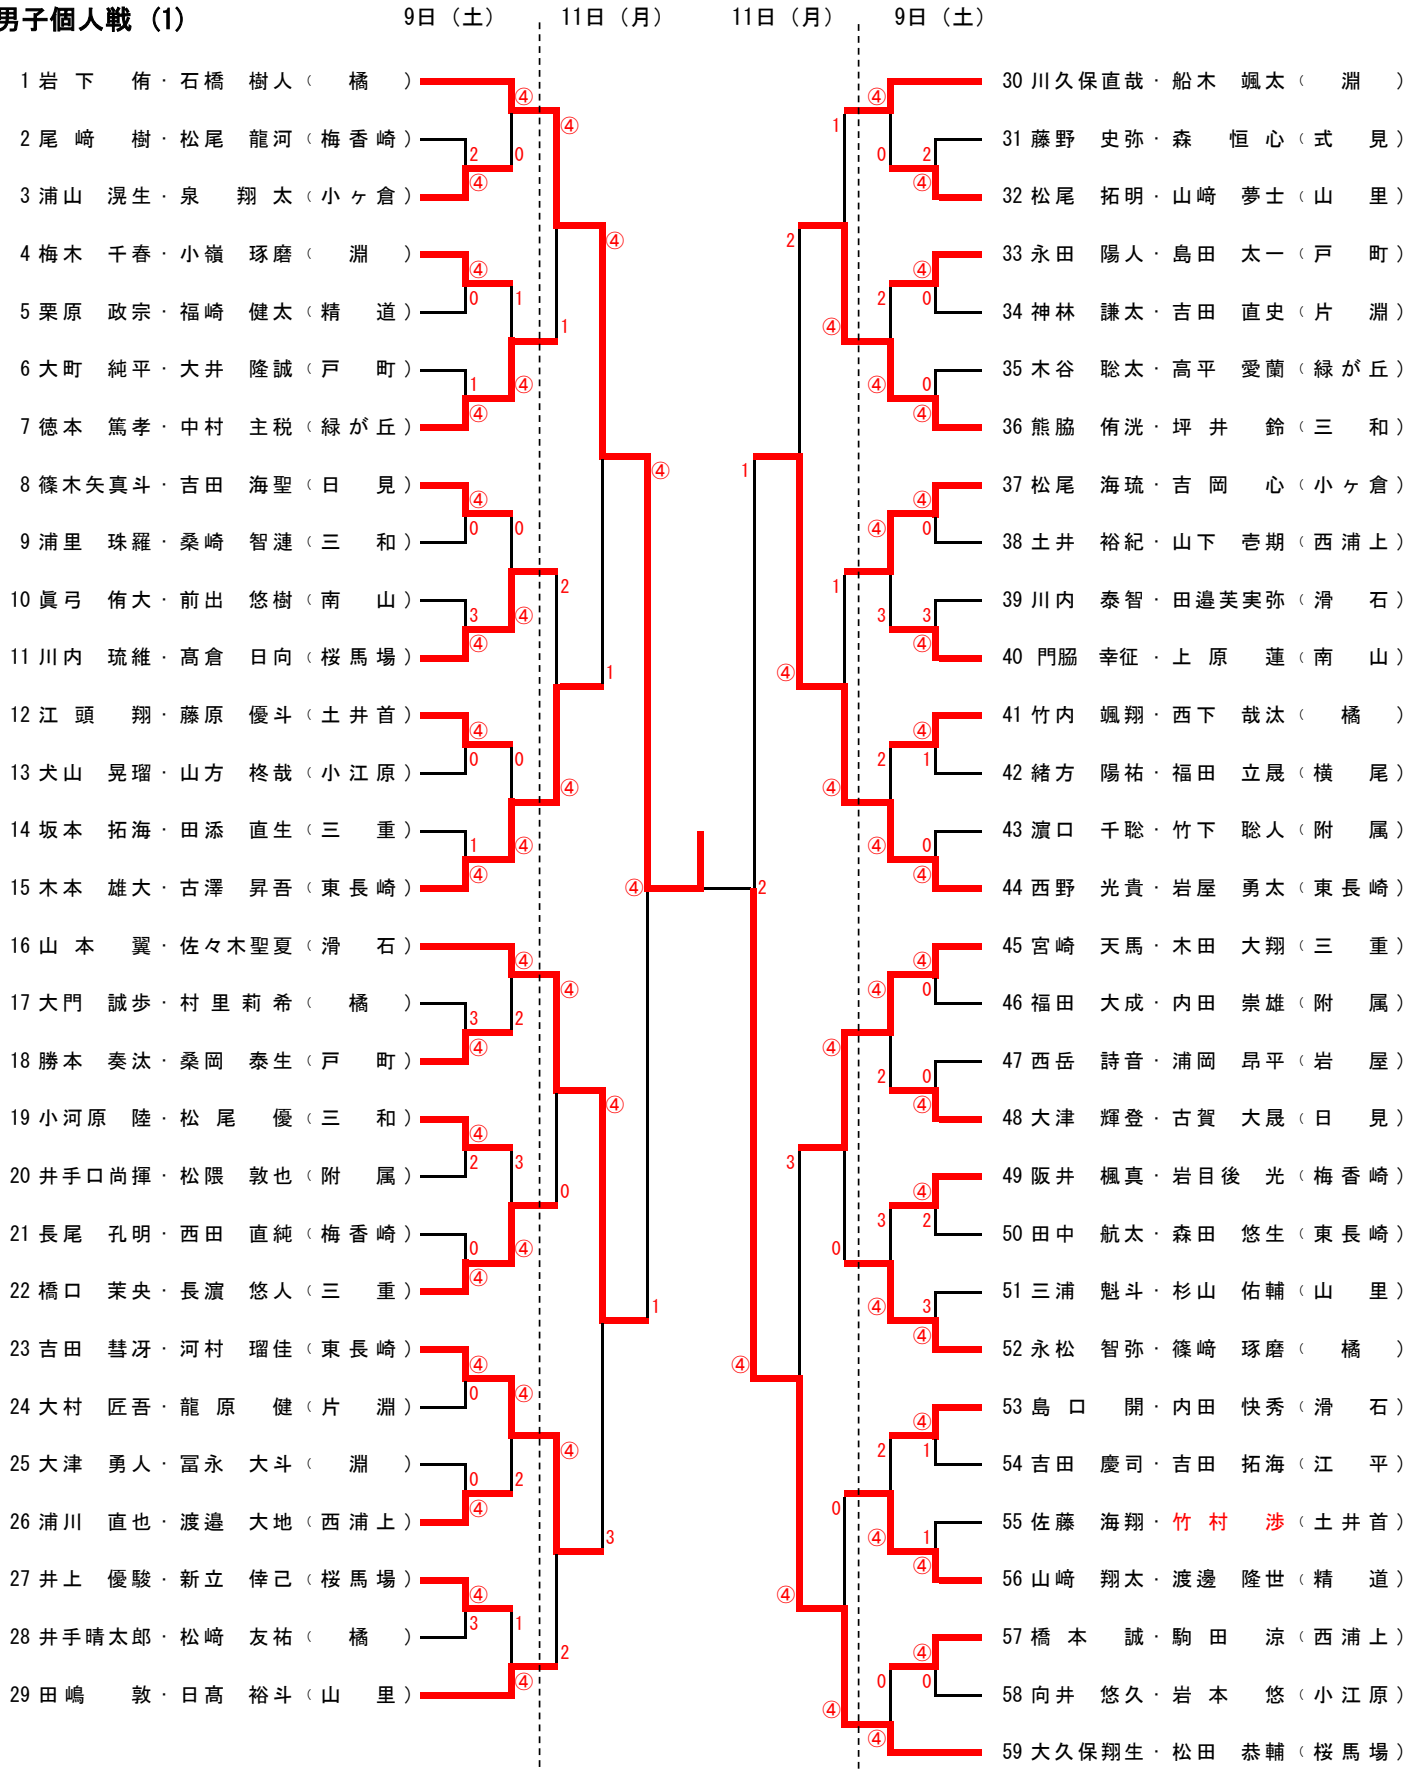 男子個人戦 (1)
9日（土） 11日（月） 11日（月） 9日（土）
1 岩下 侑・石橋 樹人（橘）
2 尾﨑 樹・松尾 龍河（梅香崎）
3 浦山 滉生・泉 翔太（小ヶ倉）
4 梅木 千春・小嶺 琢磨（淵）
5 栗原 政宗・福崎 健太（精道）
6 大町 純平・大井 隆誠（戸町）
7 徳本 篤孝・中村 主税（緑が丘）
8 篠木矢真斗・吉田 海聖（日見）
9 浦里 珠羅・桑崎 智漣（三和）
10 眞弓 侑大・前出 悠樹（南山）
11 川内 琉維・髙倉 日向（桜馬場）
12 江頭 翔・藤原 優斗（土井首）
13 犬山 晃瑠・山方 柊哉（小江原）
14 坂本 拓海・田添 直生（三重）
15 木本 雄大・古澤 昇吾（東長崎）
16 山本 翼・佐々木聖夏（滑石）
17 大門 誠歩・村里莉希（橘）
18 勝本 奏汰・桑岡 泰生（戸町）
19 小河原 陸・松尾 優（三和）
20 井手口尚揮・松隈 敦也（附属）
21 長尾 孔明・西田 直純（梅香崎）
22 橋口 茉央・長濵 悠人（三重）
23 吉田 彗冴・河村 瑠佳（東長崎）
24 大村 匠吾・龍原 健（片淵）
25 大津 勇人・冨永 大斗（淵）
26 浦川 直也・渡邉 大地（西浦上）
27 井上 優駿・新立 倖己（桜馬場）
28 井手晴太郎・松﨑 友祐（橘）
29 田嶋 敦・日髙 裕斗（山里）
30 川久保直哉・船木 颯太（淵）
31 藤野 史弥・森 恒心（式見）
32 松尾 拓明・山﨑 夢士（山里）
33 永田 陽人・島田 太一（戸町）
34 神林 謙太・吉田 直史（片淵）
35 木谷 聡太・高平 愛蘭（緑が丘）
36 熊脇 侑洸・坪井 鈴（三和）
37 松尾 海琉・吉岡 心（小ヶ倉）
38 土井 裕紀・山下 壱期（西浦上）
39 川内 泰智・田邉芙実弥（滑石）
40 門脇 幸征・上原 蓮（南山）
41 竹内 颯翔・西下 哉汰（橘）
42 緒方 陽祐・福田 立晟（横尾）
43 濵口 千聡・竹下 聡人（附属）
44 西野 光貴・岩屋 勇太（東長崎）
45 宮崎 天馬・木田 大翔（三重）
46 福田 大成・内田 崇雄（附属）
47 西岳 詩音・浦岡 昂平（岩屋）
48 大津 輝登・古賀 大晟（日見）
49 阪井 楓真・岩目後 光（梅香崎）
50 田中 航太・森田 悠生（東長崎）
51 三浦 魁斗・杉山 佑輔（山里）
52 永松 智弥・篠﨑 琢磨（橘）
53 島口 開・内田 快秀（滑石）
54 吉田 慶司・吉田 拓海（江平）
55 佐藤 海翔・竹村 渉（土井首）
56 山﨑 翔太・渡邊 隆世（精道）
57 橋本 誠・駒田 涼（西浦上）
58 向井 悠久・岩本 悠（小江原）
59 大久保翔生・松田 恭輔（桜馬場）